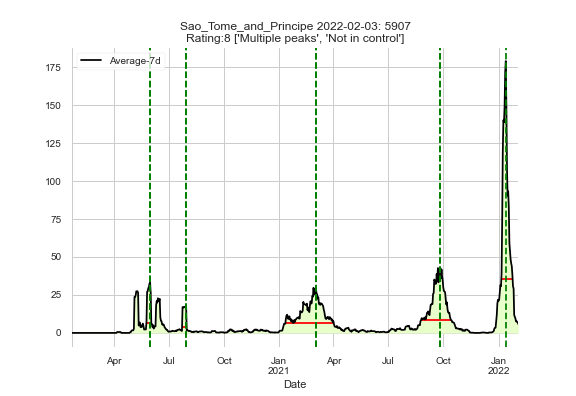 Sao_Tome_and_Principe 2022-02-03: 5907
Rating:8 ['Multiple peaks', 'Not in control']
Average-7d
175
150
125
100
75
50
25
0
Apr Jul Oct Jan Apr Jul Oct Jan
2021 2022
Date